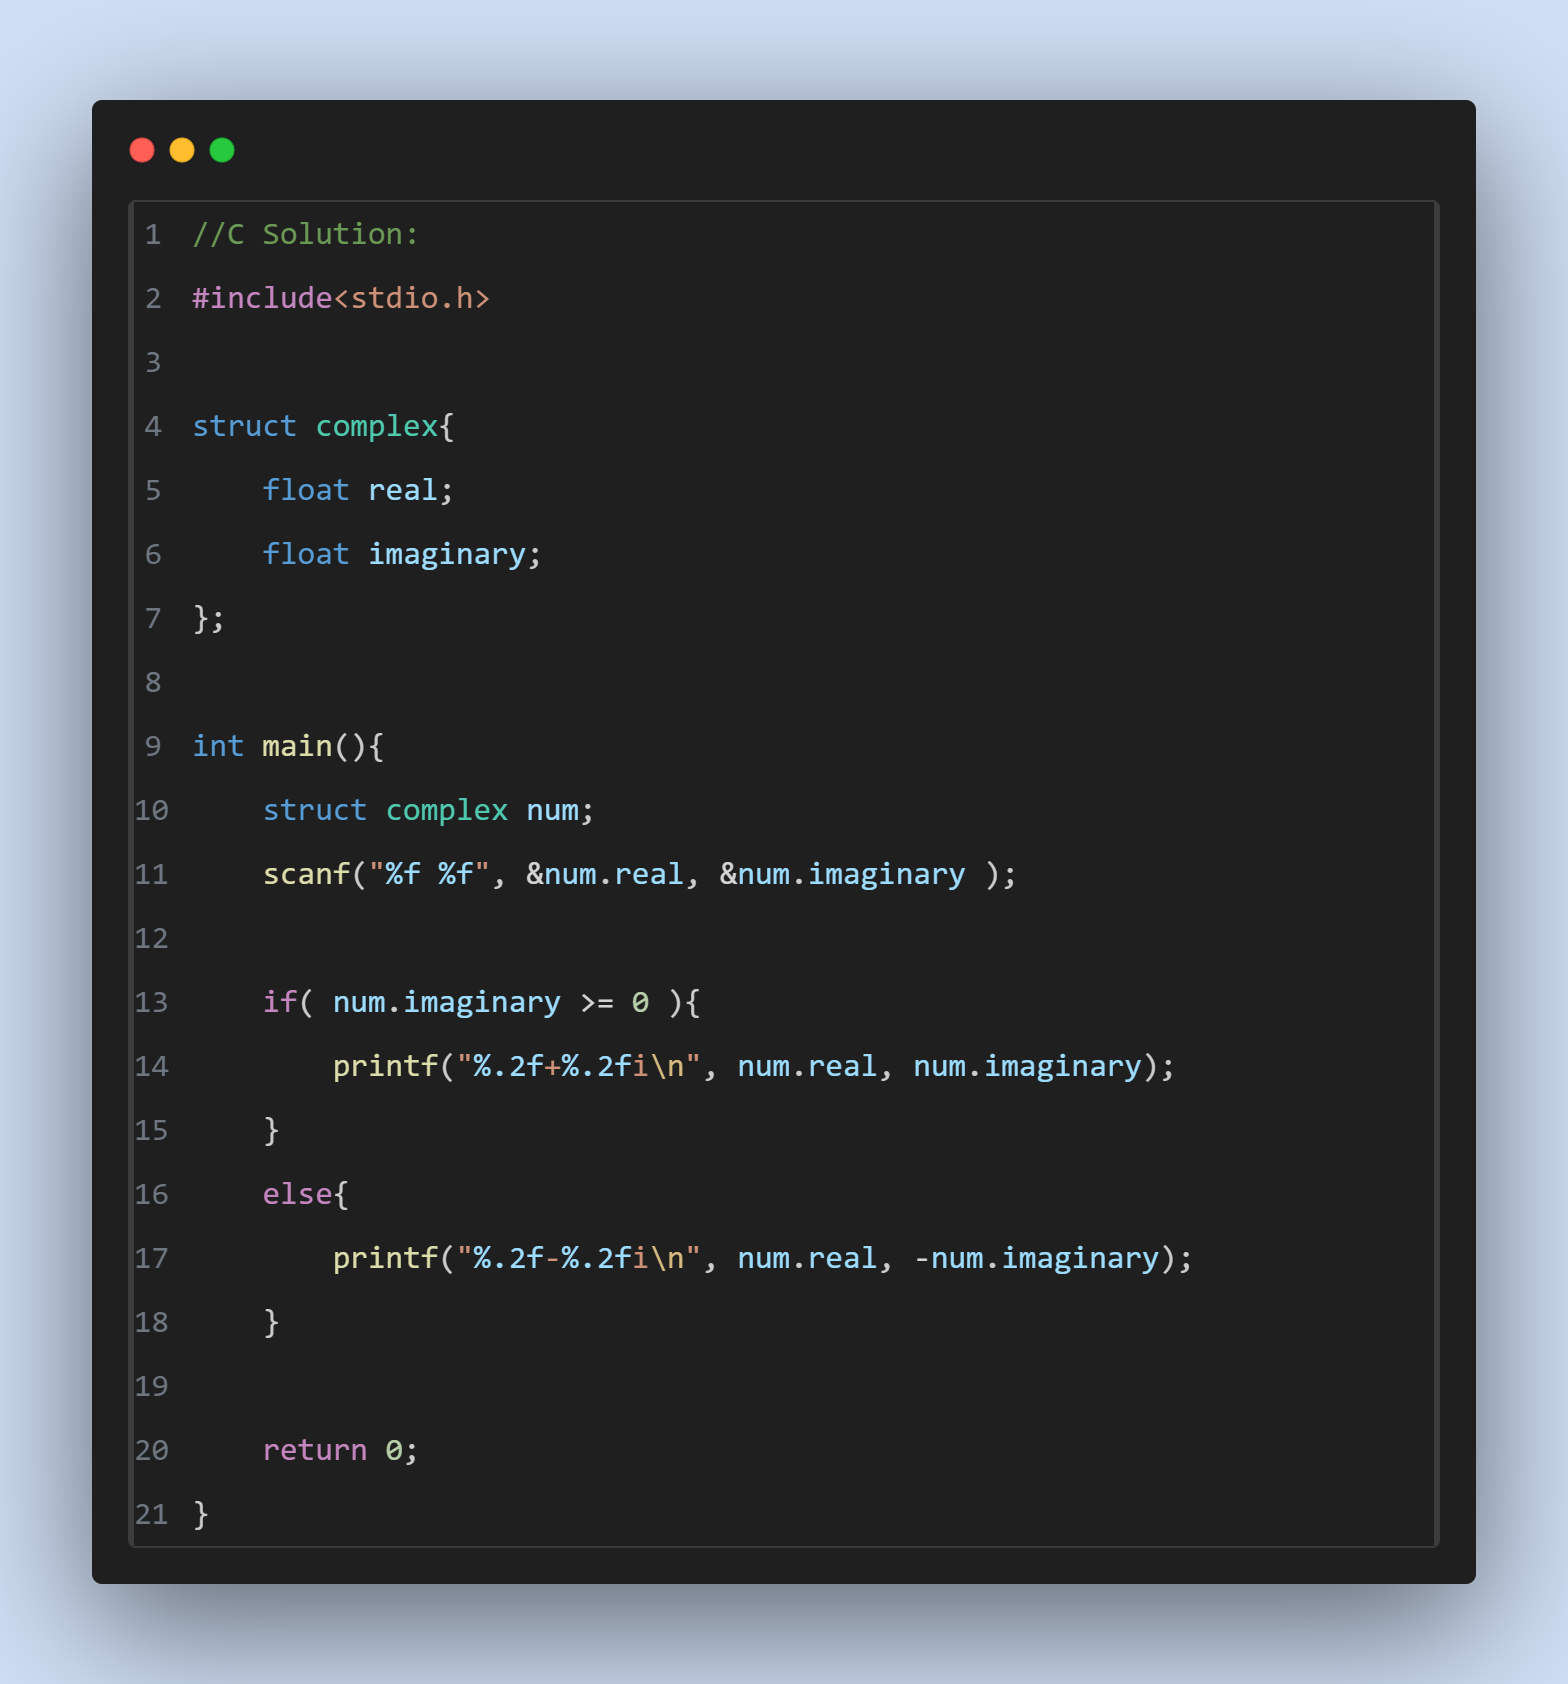 1 //C Solution:
2 #include<stdio.h>
3
4 struct complex{
5     float real;
6     float imaginary;
7 };
8
9 int main(){
10     struct complex num;
11     scanf("%f %f", &num.real, &num.imaginary );
12
13     if( num.imaginary >= 0 ){
14         printf("%.2f+%.2fi\n", num.real, num.imaginary);
15     }
16     else{
17         printf("%.2f-%.2fi\n", num.real, -num.imaginary);
18     }
19
20     return 0;
21 }